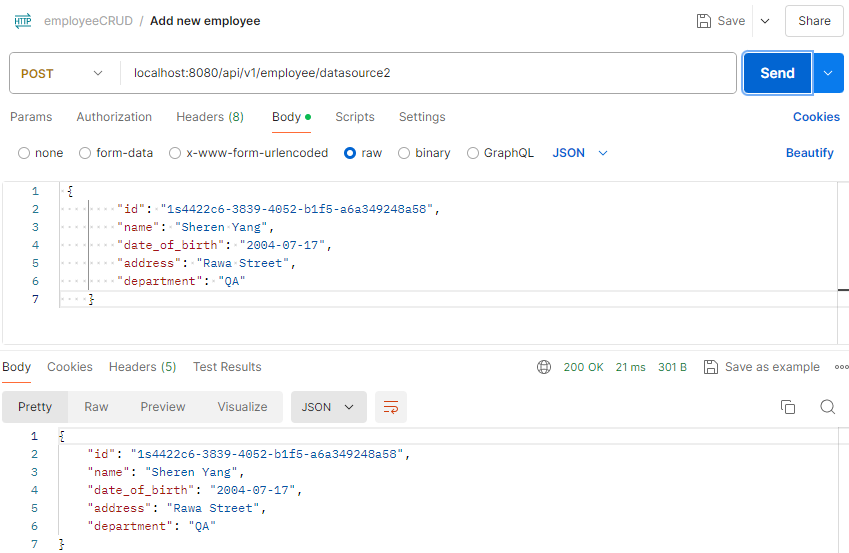 HTTP employeeCRUD / Add new employee Save Share
POST localhost:8080/api/v1/employee/datasource2 Send
Params Authorization Headers (8) Body Scripts Settings Cookies
none form-data x-www-form-urlencoded raw binary GraphQL JSON Beautify
1 {
2 "id": "1s4422c6-3839-4052-b1f5-a6a349248a58",
3 "name": "Sheren Yang",
4 "date_of_birth": "2004-07-17",
5 "address": "Rawa Street",
6 "department": "QA"
7 }
Body Cookies Headers (5) Test Results 200 OK 21 ms 301 B Save as example
Pretty Raw Preview Visualize JSON
1 {
2 "id": "1s4422c6-3839-4052-b1f5-a6a349248a58",
3 "name": "Sheren Yang",
4 "date_of_birth": "2004-07-17",
5 "address": "Rawa Street",
6 "department": "QA"
7 }